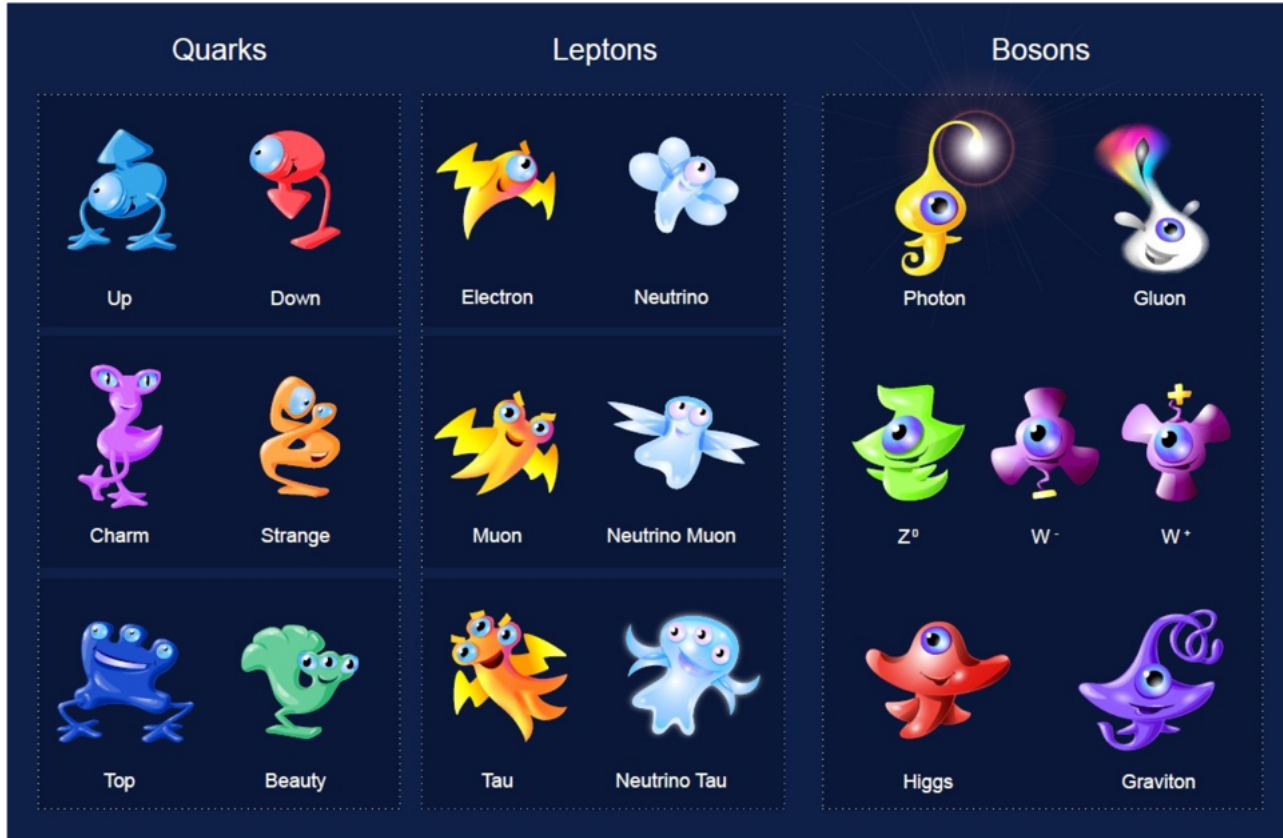 Quarks Leptons Bosons
Up Down Electron Neutrino Photon Gluon
Charm Strange Muon Neutrino Muon Z⁰ W⁻ W⁺
Top Beauty Tau Neutrino Tau Higgs Graviton